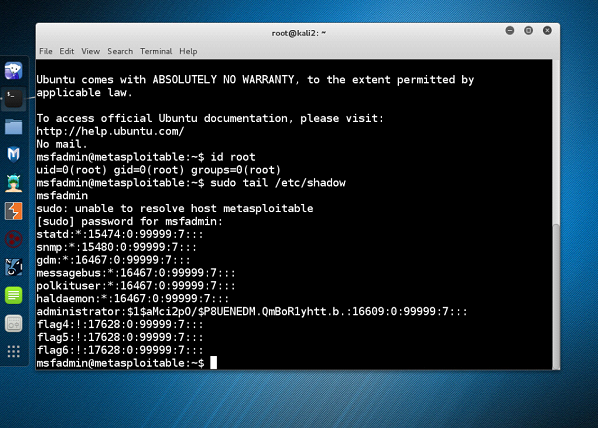 root@kali2: ~
File Edit View Search Terminal Help
Ubuntu comes with ABSOLUTELY NO WARRANTY, to the extent permitted by
applicable law.
To access official Ubuntu documentation, please visit:
http://help.ubuntu.com/
No mail.
msfadmin@metasploitable:~$ id root
uid=0(root) gid=0(root) groups=0(root)
msfadmin@metasploitable:~$ sudo tail /etc/shadow
msfadmin
sudo: unable to resolve host metasploitable
[sudo] password for msfadmin:
statd:*:15474:0:99999:7:::
snmp:*:15480:0:99999:7:::
gdm:*:16467:0:99999:7:::
messagebus:*:16467:0:99999:7:::
polkituser:*:16467:0:99999:7:::
haldaemon:*:16467:0:99999:7:::
administrator:$1$aMci2pO/$P8UENEDM.QmBoRlyhtt.b.:16609:0:99999:7:::
flag4:!:17628:0:99999:7:::
flag5:!:17628:0:99999:7:::
flag6:!:17628:0:99999:7:::
msfadmin@metasploitable:~$